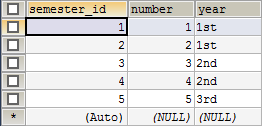 semester_id number year
1 1 1st
2 2 1st
3 3 2nd
4 4 2nd
5 5 3rd
* (Auto) (NULL) (NULL)